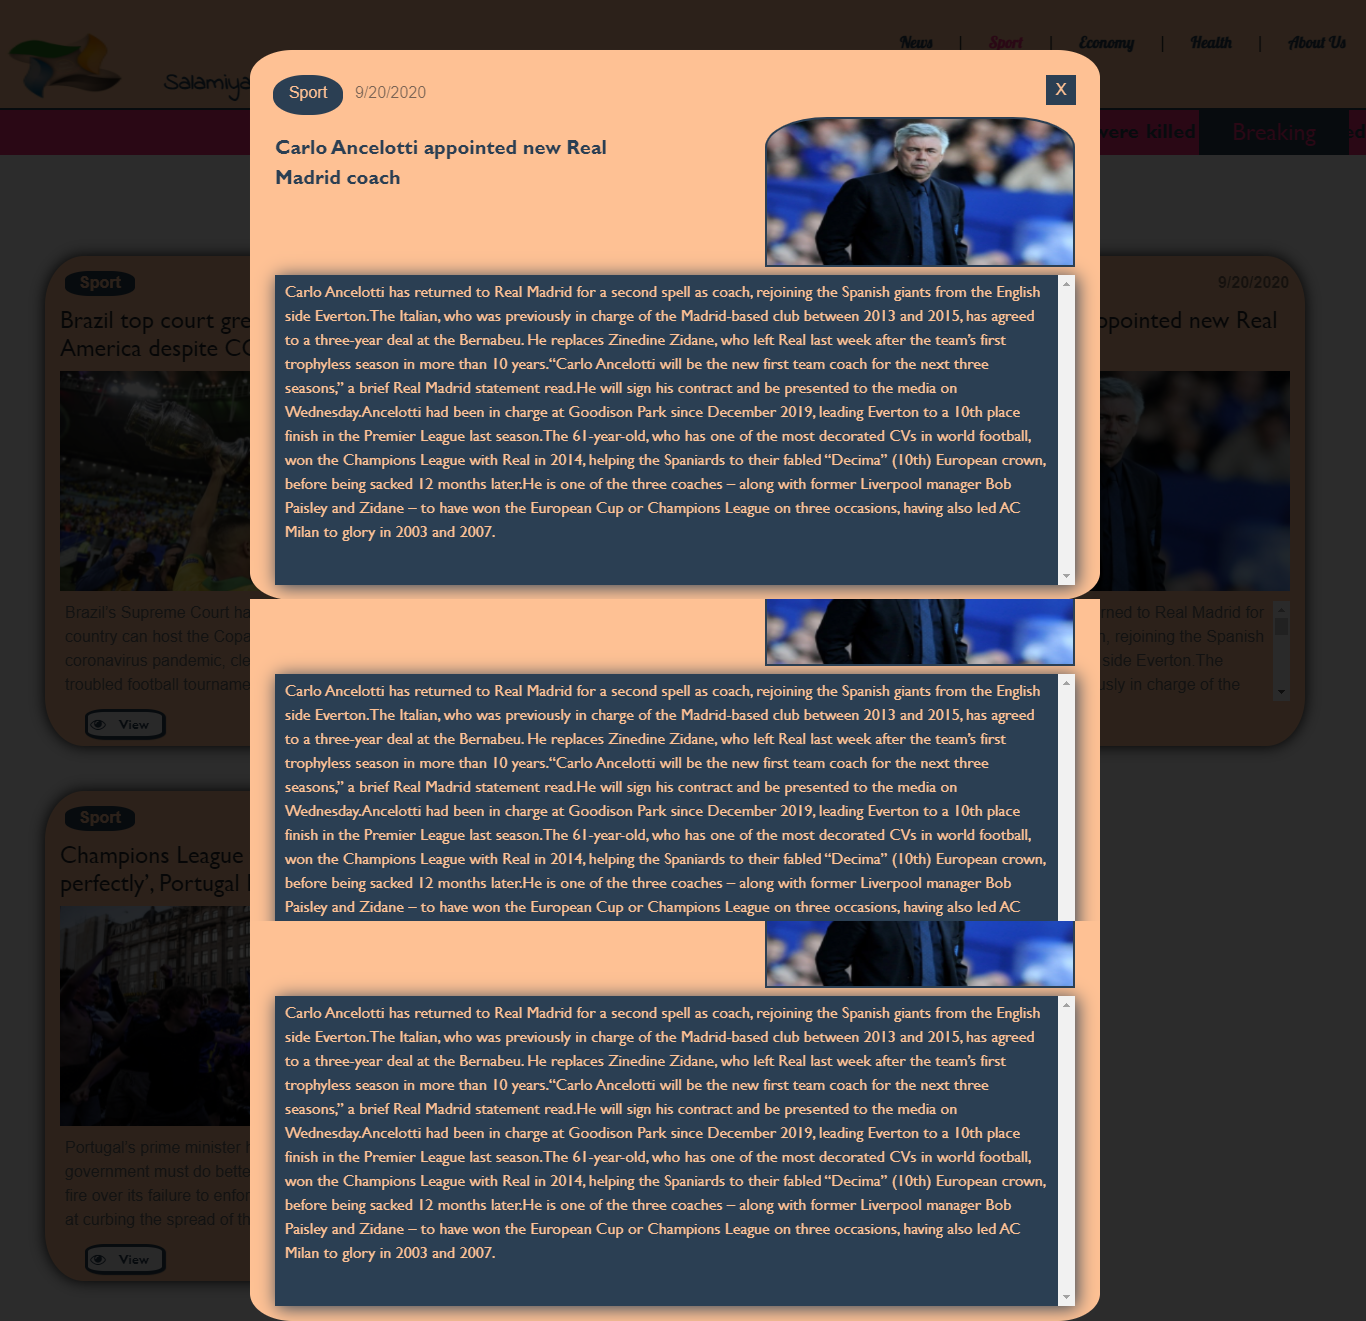 News | Sport | Economy | Health | About Us
Salamiya
were killed
Breaking
ed
Sport 9/20/2020 X
Carlo Ancelotti appointed new Real
Madrid coach
Carlo Ancelotti has returned to Real Madrid for a second spell as coach, rejoining the Spanish giants from the English
side Everton.The Italian, who was previously in charge of the Madrid-based club between 2013 and 2015, has agreed
to a three-year deal at the Bernabeu. He replaces Zinedine Zidane, who left Real last week after the team’s first
trophyless season in more than 10 years.“Carlo Ancelotti will be the new first team coach for the next three
seasons,” a brief Real Madrid statement read.He will sign his contract and be presented to the media on
Wednesday.Ancelotti had been in charge at Goodison Park since December 2019, leading Everton to a 10th place
finish in the Premier League last season.The 61-year-old, who has one of the most decorated CVs in world football,
won the Champions League with Real in 2014, helping the Spaniards to their fabled “Decima” (10th) European crown,
before being sacked 12 months later.He is one of the three coaches – along with former Liverpool manager Bob
Paisley and Zidane – to have won the European Cup or Champions League on three occasions, having also led AC
Milan to glory in 2003 and 2007.
Carlo Ancelotti has returned to Real Madrid for a second spell as coach, rejoining the Spanish giants from the English
side Everton.The Italian, who was previously in charge of the Madrid-based club between 2013 and 2015, has agreed
to a three-year deal at the Bernabeu. He replaces Zinedine Zidane, who left Real last week after the team’s first
trophyless season in more than 10 years.“Carlo Ancelotti will be the new first team coach for the next three
seasons,” a brief Real Madrid statement read.He will sign his contract and be presented to the media on
Wednesday.Ancelotti had been in charge at Goodison Park since December 2019, leading Everton to a 10th place
finish in the Premier League last season.The 61-year-old, who has one of the most decorated CVs in world football,
won the Champions League with Real in 2014, helping the Spaniards to their fabled “Decima” (10th) European crown,
before being sacked 12 months later.He is one of the three coaches – along with former Liverpool manager Bob
Paisley and Zidane – to have won the European Cup or Champions League on three occasions, having also led AC
Carlo Ancelotti has returned to Real Madrid for a second spell as coach, rejoining the Spanish giants from the English
side Everton.The Italian, who was previously in charge of the Madrid-based club between 2013 and 2015, has agreed
to a three-year deal at the Bernabeu. He replaces Zinedine Zidane, who left Real last week after the team’s first
trophyless season in more than 10 years.“Carlo Ancelotti will be the new first team coach for the next three
seasons,” a brief Real Madrid statement read.He will sign his contract and be presented to the media on
Wednesday.Ancelotti had been in charge at Goodison Park since December 2019, leading Everton to a 10th place
finish in the Premier League last season.The 61-year-old, who has one of the most decorated CVs in world football,
won the Champions League with Real in 2014, helping the Spaniards to their fabled “Decima” (10th) European crown,
before being sacked 12 months later.He is one of the three coaches – along with former Liverpool manager Bob
Paisley and Zidane – to have won the European Cup or Champions League on three occasions, having also led AC
Milan to glory in 2003 and 2007.
Sport
Brazil top court gre
America despite CO
Brazil's Supreme Court ha
country can host the Copa
coronavirus pandemic, cle
troubled football tourname
View
9/20/2020
ppointed new Real
rned to Real Madrid for
, rejoining the Spanish
side Everton.The
usly in charge of the
Sport
Champions League
perfectly’, Portugal
Portugal's prime minister
government must do bette
fire over its failure to enfor
at curbing the spread of th
View